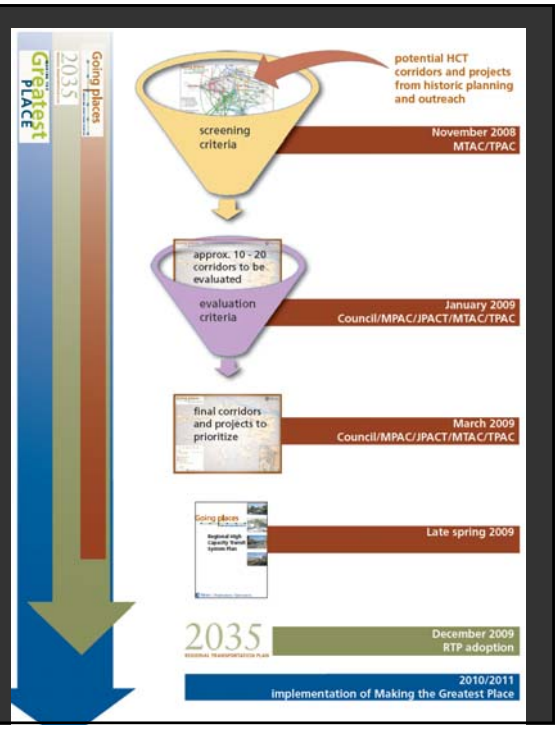 MAKING THE
Greatest
PLACE
2035
Going places
potential HCT
corridors and projects
from historic planning
and outreach
screening
criteria
November 2008
MTAC/TPAC
approx. 10 - 20
corridors to be
evaluated
evaluation
criteria
January 2009
Council/MPAC/JPACT/MTAC/TPAC
Going places
final corridors
and projects to
prioritize
March 2009
Council/MPAC/JPACT/MTAC/TPAC
Going places
Regional High
Capacity Transit
System Plan
Late spring 2009
2035
REGIONAL TRANSPORTATION PLAN
December 2009
RTP adoption
2010/2011
implementation of Making the Greatest Place